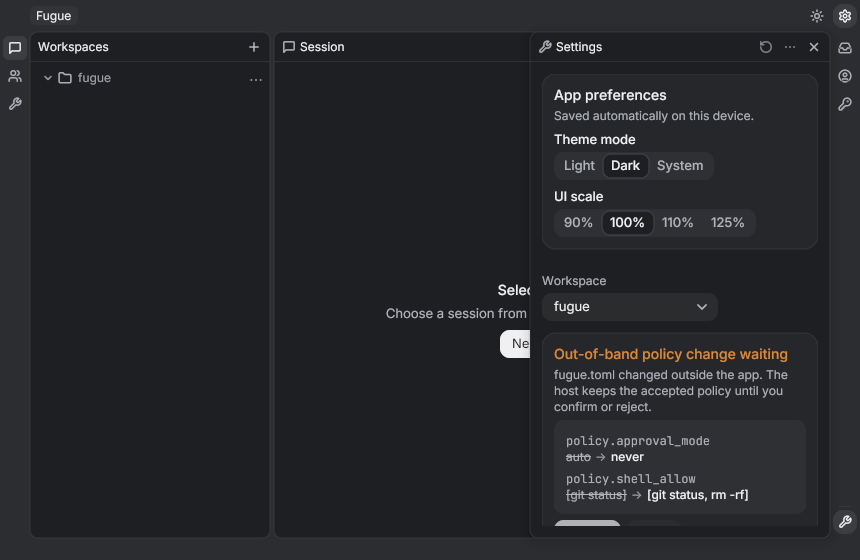 Fugue
Workspaces
Session
Settings
fugue
App preferences
Saved automatically on this device.
Theme mode
Light Dark System
UI scale
90% 100% 110% 125%
Selec
Choose a session from
Ne
Workspace
fugue
Out-of-band policy change waiting
fugue.toml changed outside the app. The
host keeps the accepted policy until you
confirm or reject.
policy.approval_mode
auto → never
policy.shell_allow
[git status] → [git status, rm -rf]